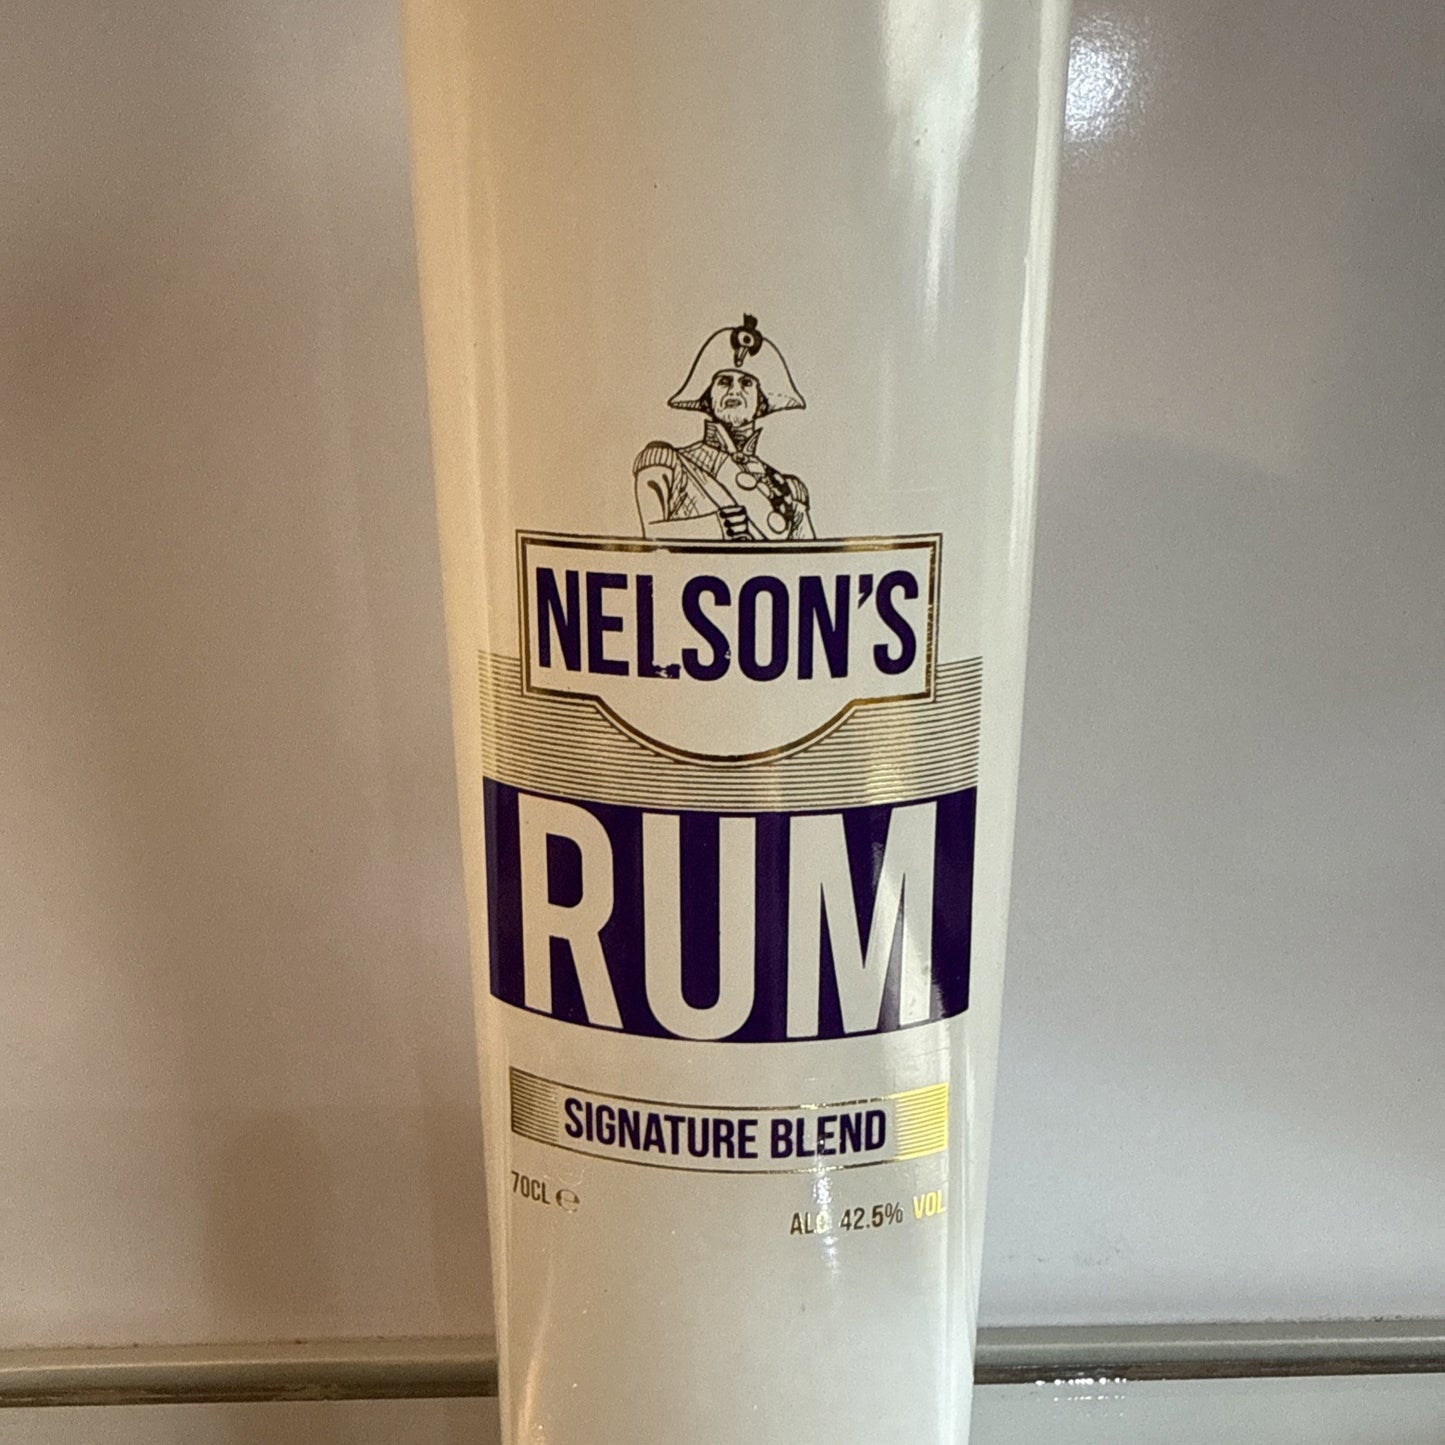 NELSON'S
RUM
SIGNATURE BLEND
70CL ℮
ALC. 42.5% VOL